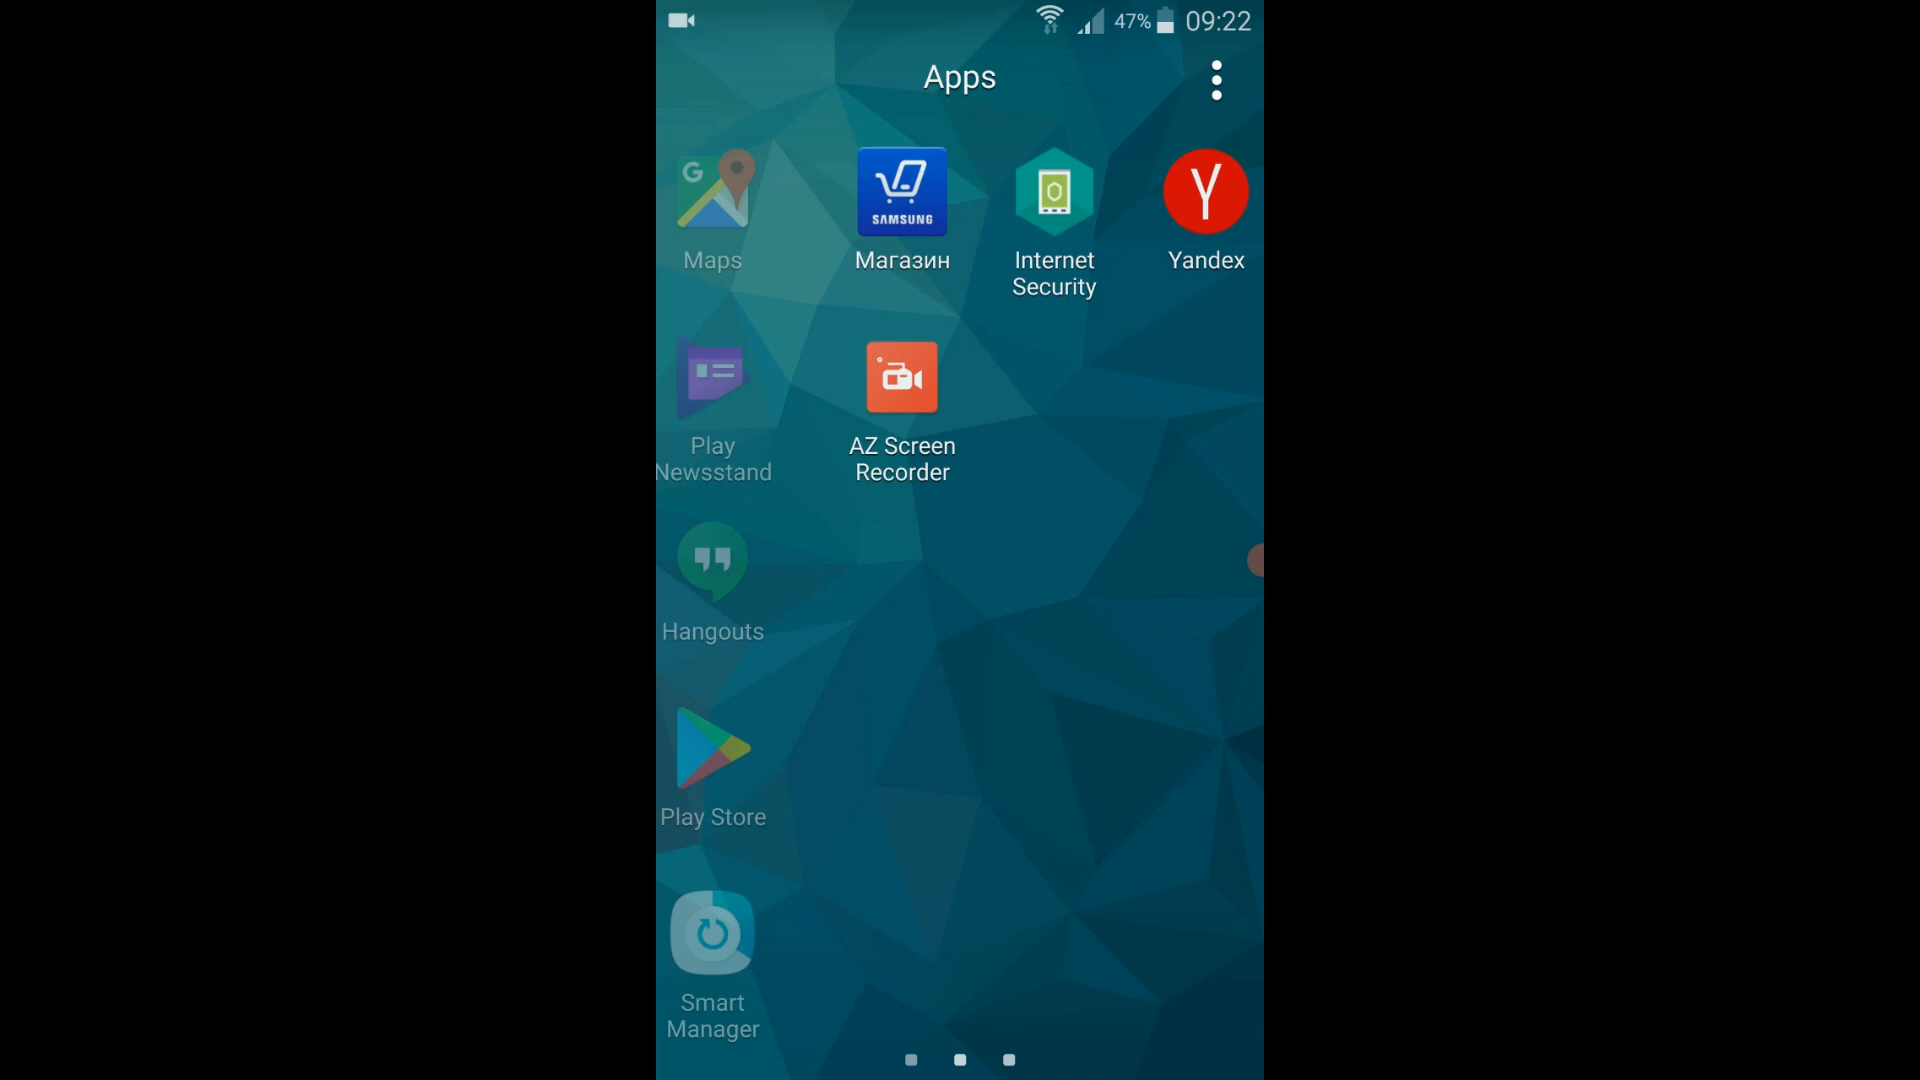 47% 09:22
Apps
G
SAMSUNG
Y
Maps
Магазин
Internet
Security
Yandex
Play
Newsstand
AZ Screen
Recorder
Hangouts
Play Store
Smart
Manager